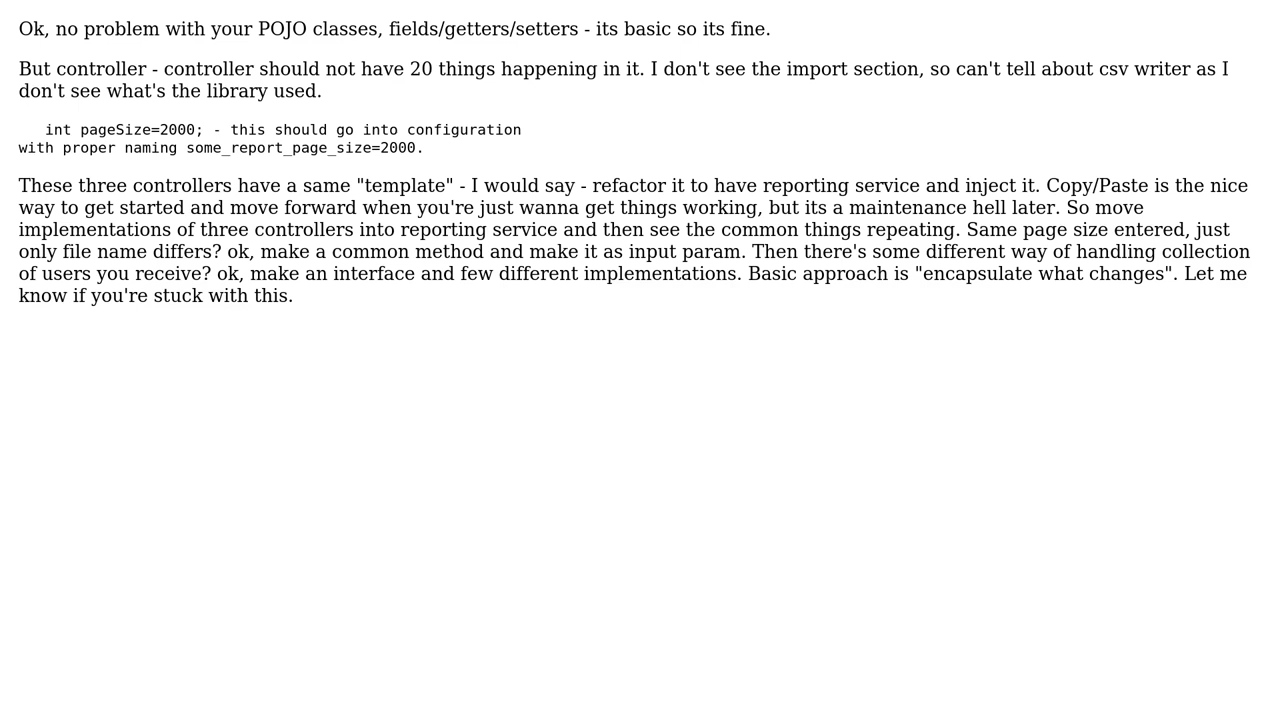 Ok, no problem with your POJO classes, fields/getters/setters - its basic so its fine.
But controller - controller should not have 20 things happening in it. I don't see the import section, so can't tell about csv writer as I
don't see what's the library used.
int pageSize=2000; - this should go into configuration
with proper naming some_report_page_size=2000.
These three controllers have a same "template" - I would say - refactor it to have reporting service and inject it. Copy/Paste is the nice
way to get started and move forward when you're just wanna get things working, but its a maintenance hell later. So move
implementations of three controllers into reporting service and then see the common things repeating. Same page size entered, just
only file name differs? ok, make a common method and make it as input param. Then there's some different way of handling collection
of users you receive? ok, make an interface and few different implementations. Basic approach is "encapsulate what changes". Let me
know if you're stuck with this.